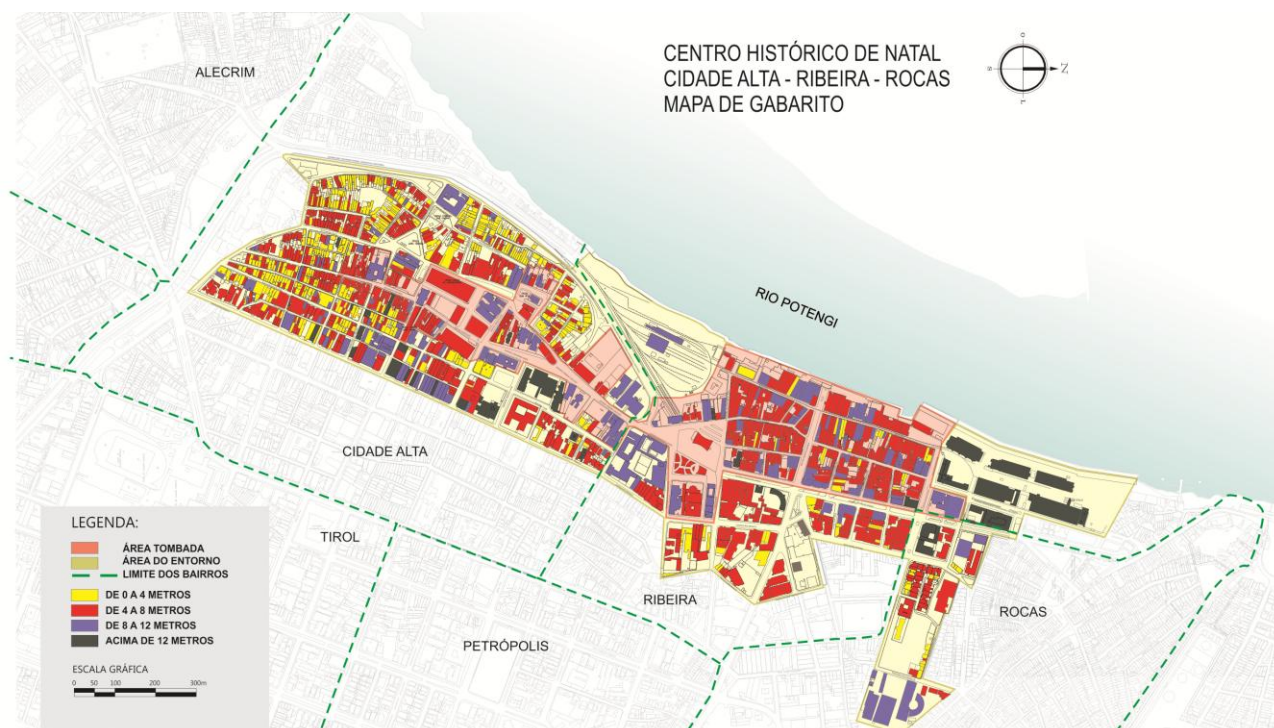 CENTRO HISTÓRICO DE NATAL
CIDADE ALTA - RIBEIRA - ROCAS
MAPA DE GABARITO
O
S
N
L
ALECRIM
RIO POTENGI
CIDADE ALTA
TIROL
RIBEIRA
PETRÓPOLIS
ROCAS
LEGENDA:
ÁREA TOMBADA
ÁREA DO ENTORNO
LIMITE DOS BAIRROS
DE 0 A 4 METROS
DE 4 A 8 METROS
DE 8 A 12 METROS
ACIMA DE 12 METROS
ESCALA GRÁFICA
0 50 100 200 300m